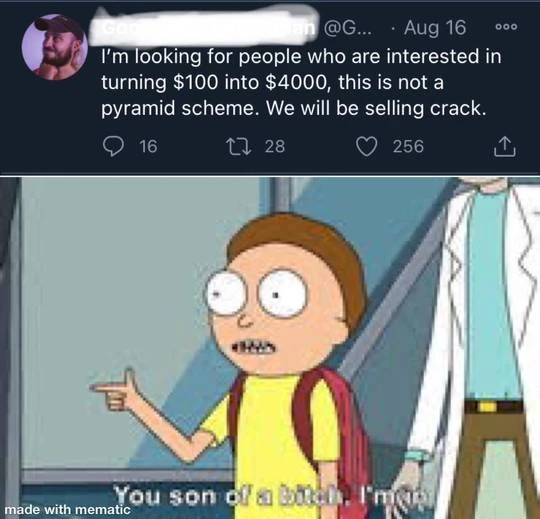 an @G... · Aug 16
I'm looking for people who are interested in
turning $100 into $4000, this is not a
pyramid scheme. We will be selling crack.
16 28 256
You son of a bitch, I'm in
made with mematic